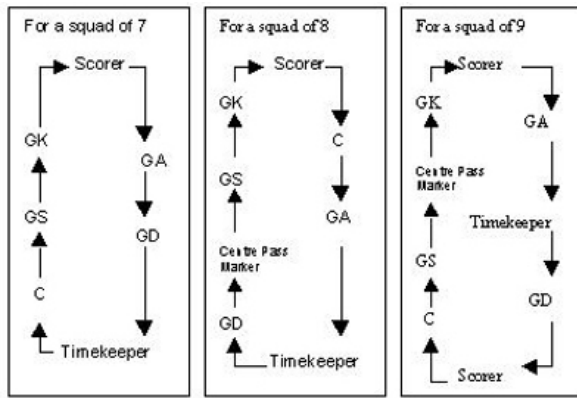 For a squad of 7
Scorer
GK
GA
GS
GD
C
Timekeeper
For a squad of 8
Scorer
GK
C
GS
GA
Centre Pass
Marker
GD
Timekeeper
For a squad of 9
Scorer
GK
GA
Centre Pass
Marker
Timekeeper
GS
GD
C
Scorer